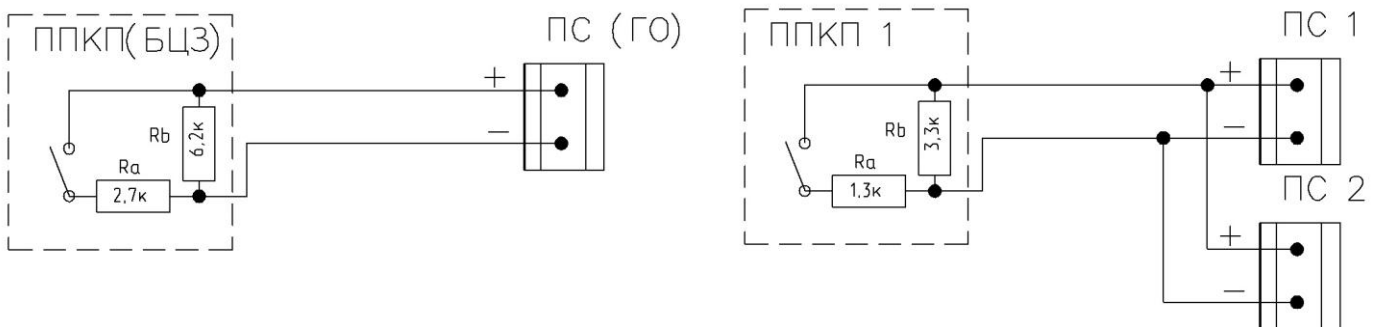 ППКП(БЦЗ)
ПС (ГО)
+
Rb
6,2к
—
Ra
2,7к
ППКП 1
ПС 1
+
Rb
3,3к
—
Ra
1,3к
ПС 2
+
—